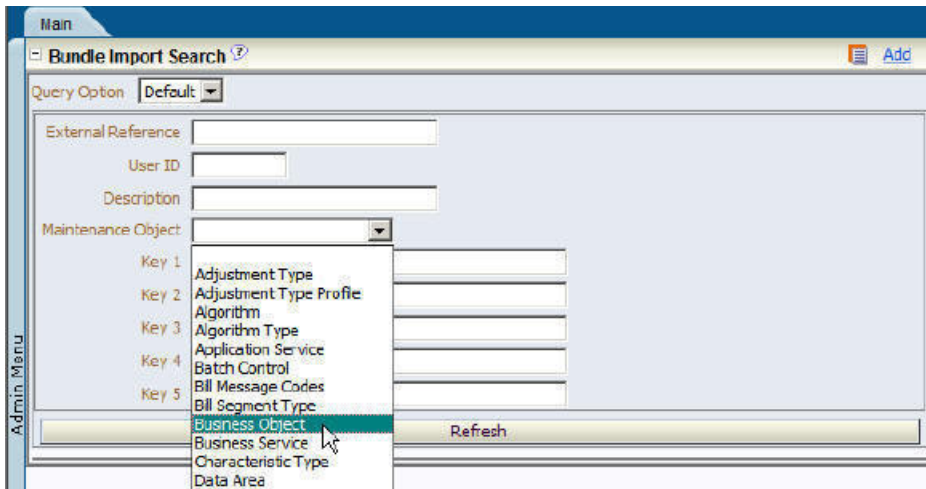 Main
Bundle Import Search ?
Add
Query Option Default
External Reference
User ID
Description
Maintenance Object
Key 1
Key 2
Key 3
Key 4
Key 5
Adjustment Type
Adjustment Type Profile
Algorithm
Algorithm Type
Application Service
Batch Control
Bill Message Codes
Bill Segment Type
Business Object
Business Service
Characteristic Type
Data Area
Refresh
Admin Menu